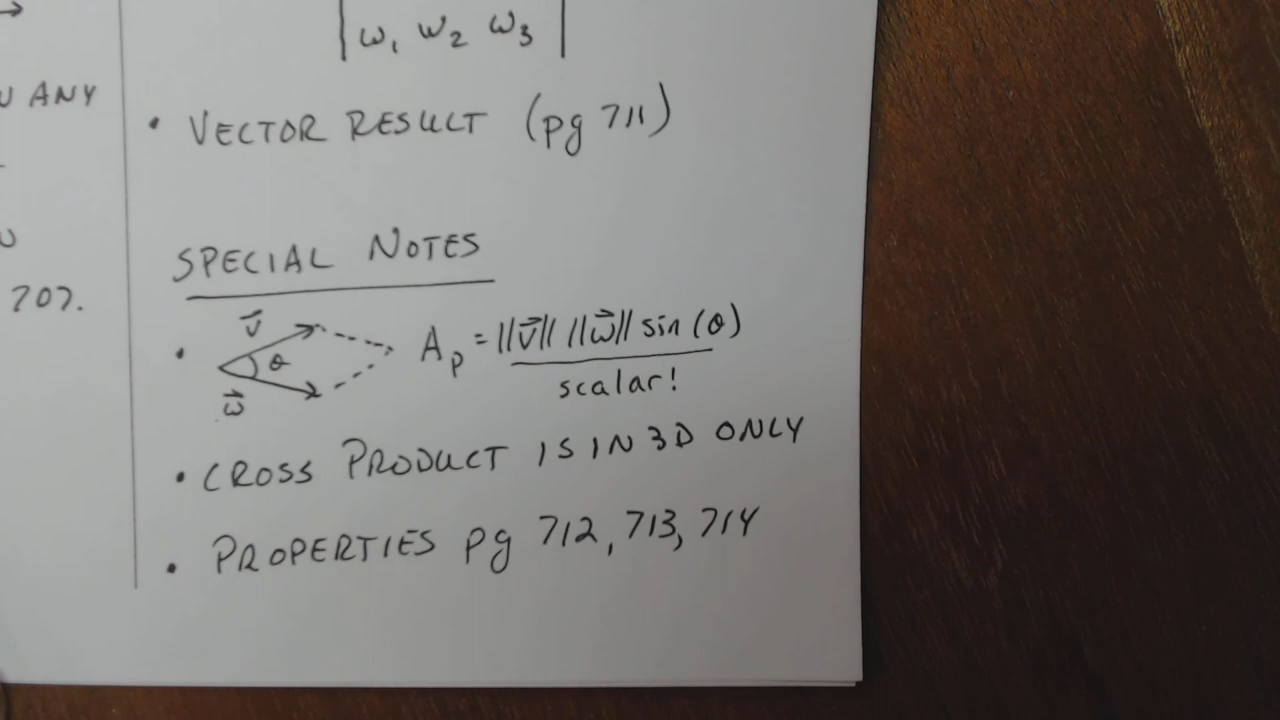 ANY
707.
| ω₁ ω₂ ω₃ |
• VECTOR RESULT (pg 711)
SPECIAL NOTES
• v⃗ θ w⃗ Aₚ = ||v⃗|| ||w⃗|| sin(θ)
scalar!
• CROSS PRODUCT IS IN 3D ONLY
• PROPERTIES pg 712, 713, 714